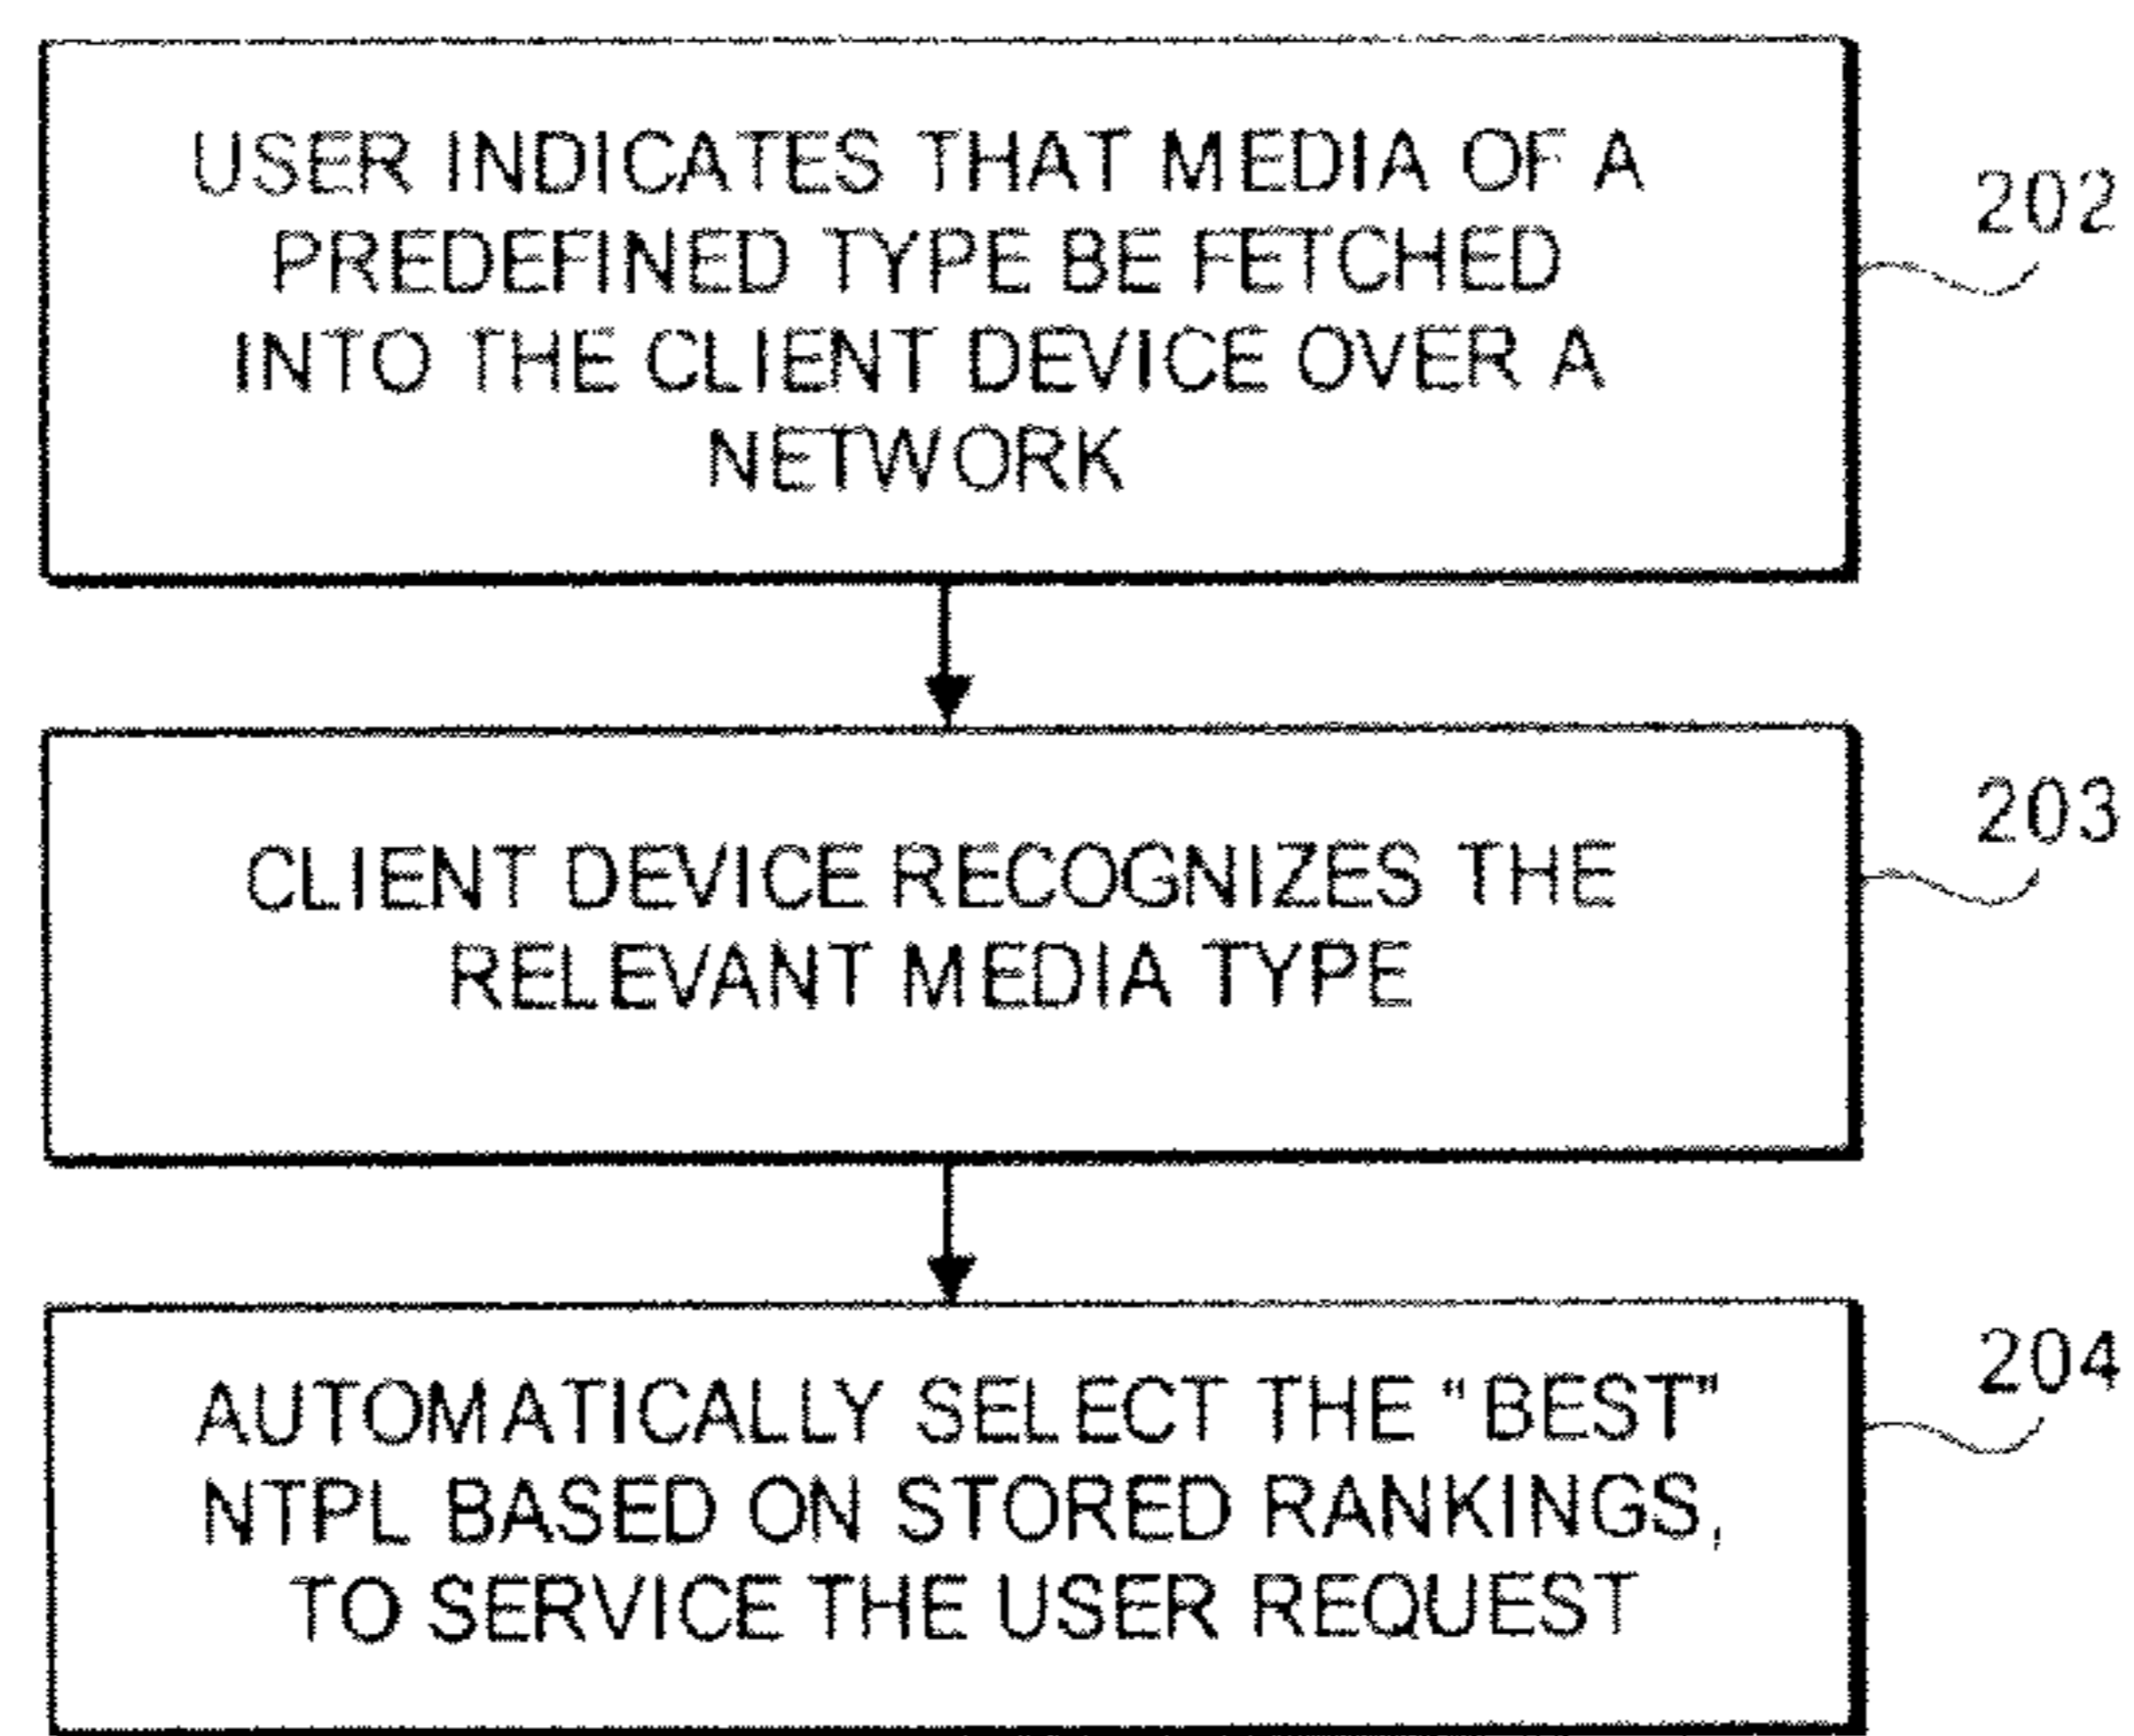 USER INDICATES THAT MEDIA OF A
PREDEFINED TYPE BE FETCHED
INTO THE CLIENT DEVICE OVER A
NETWORK
202
CLIENT DEVICE RECOGNIZES THE
RELEVANT MEDIA TYPE
203
AUTOMATICALLY SELECT THE "BEST"
NTPL BASED ON STORED RANKINGS,
TO SERVICE THE USER REQUEST
204